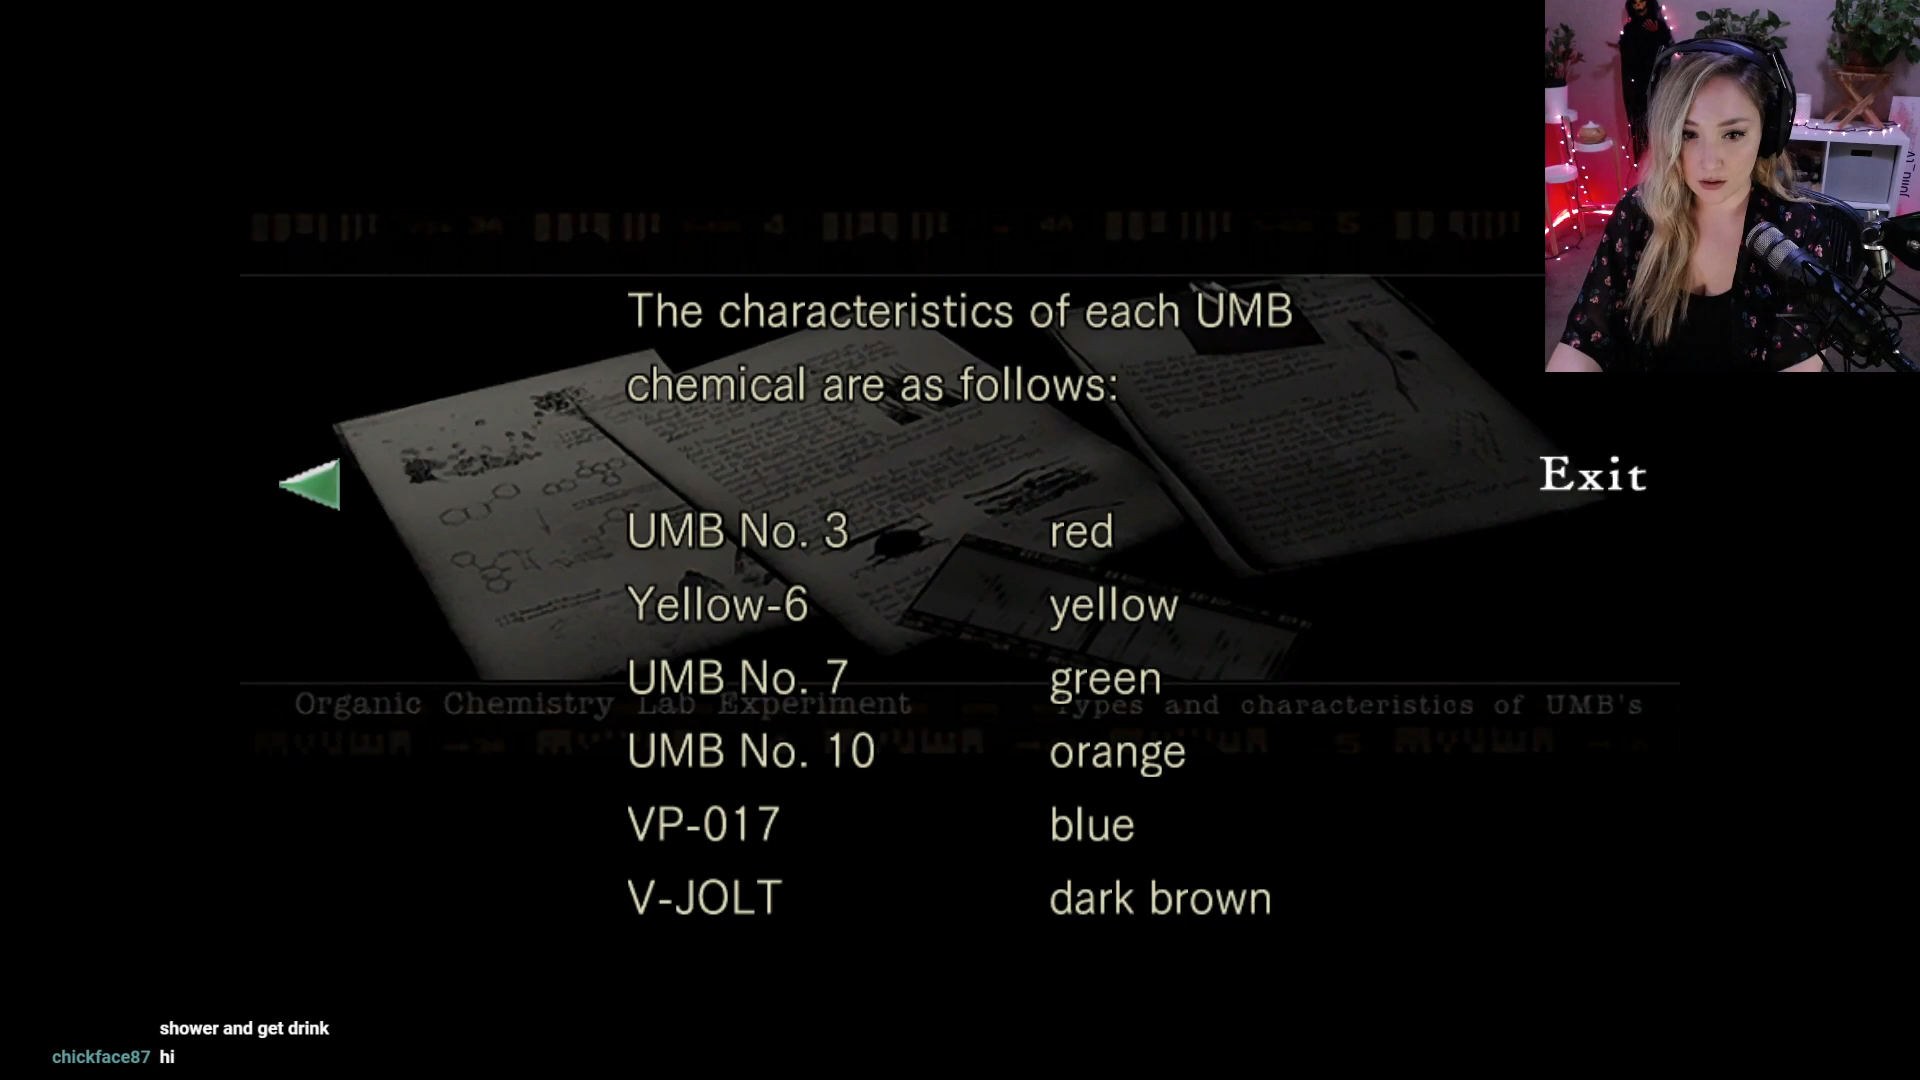 The characteristics of each UMB
chemical are as follows:
Exit
UMB No. 3 red
Yellow-6 yellow
UMB No. 7 green
Organic Chemistry Lab Experiment Types and characteristics of UMB's
UMB No. 10 orange
VP-017 blue
V-JOLT dark brown
shower and get drink
chickface87 hi